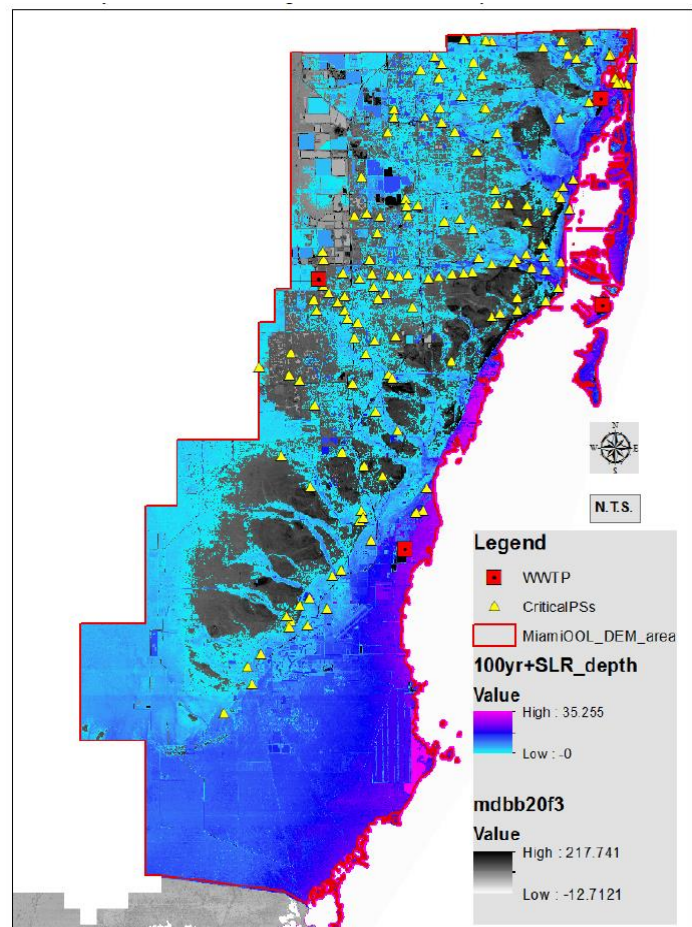 N
W E
S
N.T.S.
Legend
WWTP
CriticalPSs
MiamiOOL_DEM_area
100yr+SLR_depth
Value
High : 35.255
Low : -0
mdbb20f3
Value
High : 217.741
Low : -12.7121